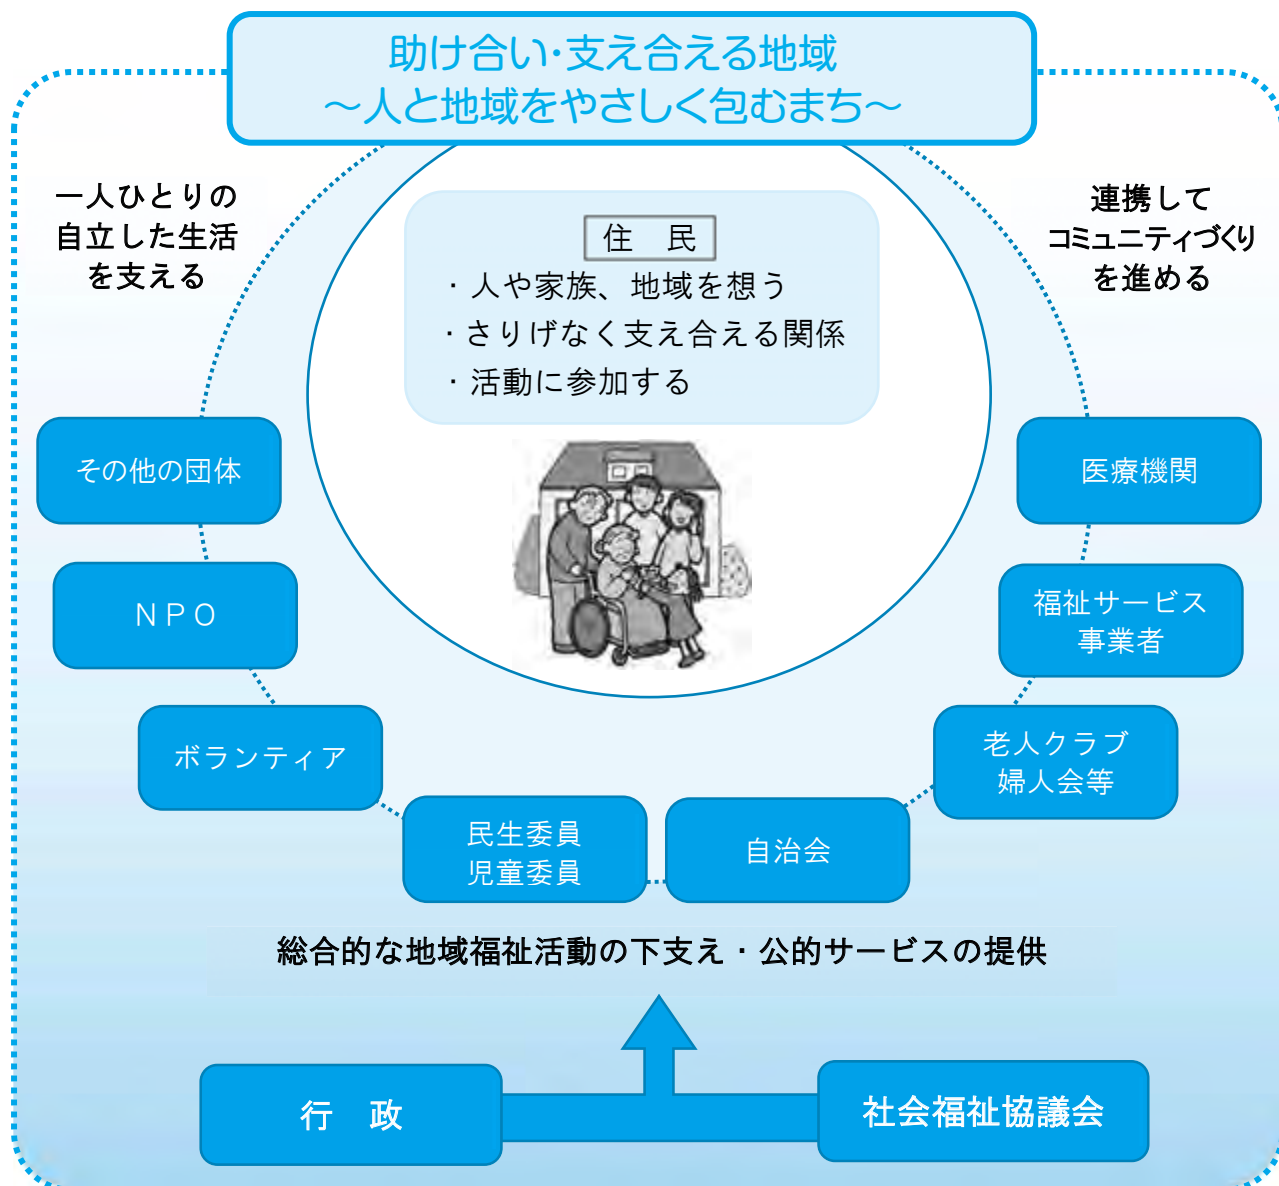 助け合い・支え合える地域
～人と地域をやさしく包むまち～
一人ひとりの
自立した生活
を支える
連携して
コミュニティづくり
を進める
住　民
・人や家族、地域を想う
・さりげなく支え合える関係
・活動に参加する
その他の団体
医療機関
ＮＰＯ
福祉サービス
事業者
ボランティア
老人クラブ
婦人会等
民生委員
児童委員
自治会
総合的な地域福祉活動の下支え・公的サービスの提供
行　政
社会福祉協議会